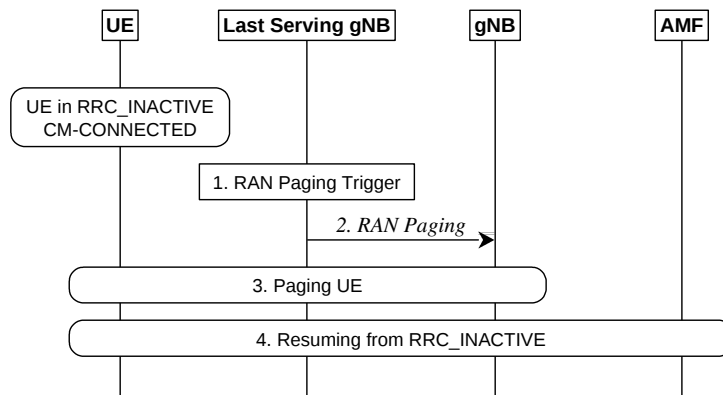 UE
Last Serving gNB
gNB
AMF
UE in RRC_INACTIVE
CM-CONNECTED
1. RAN Paging Trigger
2. RAN Paging
3. Paging UE
4. Resuming from RRC_INACTIVE